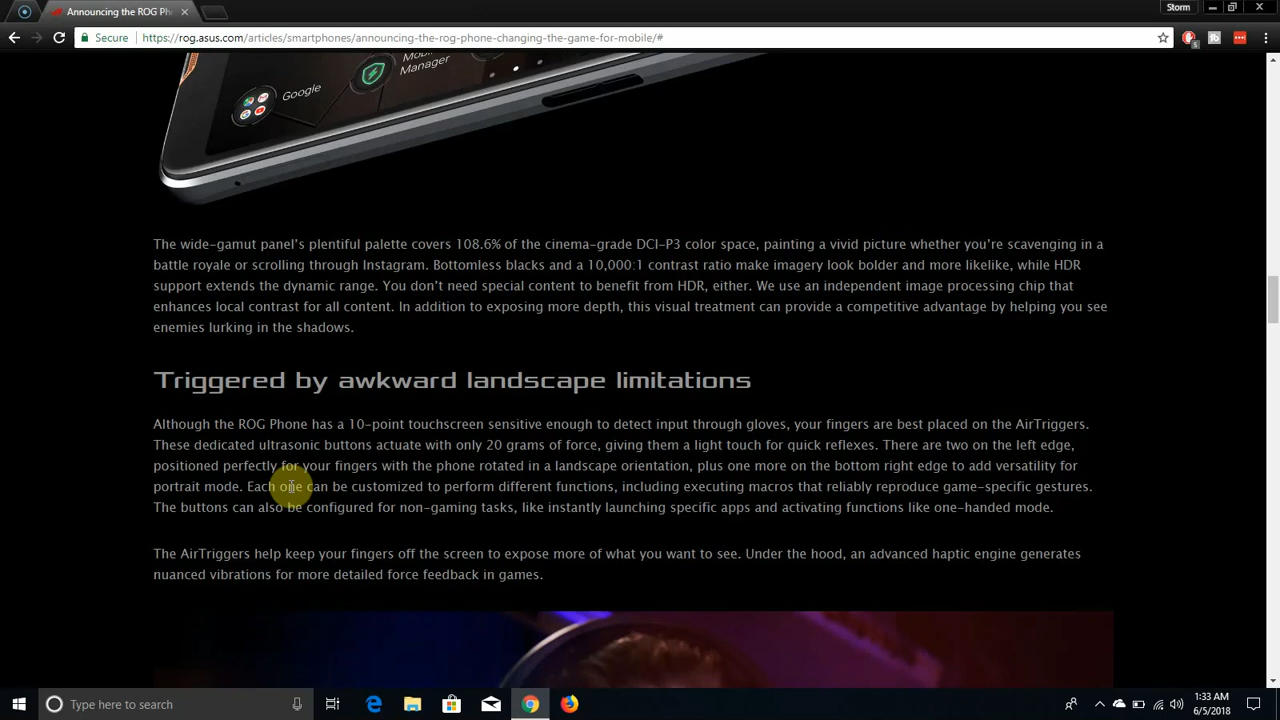 Announcing the ROG Ph
Storm
Secure
https://rog.asus.com/articles/smartphones/announcing-the-rog-phone-changing-the-game-for-mobile/#
5
Mobil
Manager
Google
The wide-gamut panel’s plentiful palette covers 108.6% of the cinema-grade DCI-P3 color space, painting a vivid picture whether you’re scavenging in a
battle royale or scrolling through Instagram. Bottomless blacks and a 10,000:1 contrast ratio make imagery look bolder and more likelike, while HDR
support extends the dynamic range. You don’t need special content to benefit from HDR, either. We use an independent image processing chip that
enhances local contrast for all content. In addition to exposing more depth, this visual treatment can provide a competitive advantage by helping you see
enemies lurking in the shadows.
Triggered by awkward landscape limitations
Although the ROG Phone has a 10-point touchscreen sensitive enough to detect input through gloves, your fingers are best placed on the AirTriggers.
These dedicated ultrasonic buttons actuate with only 20 grams of force, giving them a light touch for quick reflexes. There are two on the left edge,
positioned perfectly for your fingers with the phone rotated in a landscape orientation, plus one more on the bottom right edge to add versatility for
portrait mode. Each one can be customized to perform different functions, including executing macros that reliably reproduce game-specific gestures.
The buttons can also be configured for non-gaming tasks, like instantly launching specific apps and activating functions like one-handed mode.
The AirTriggers help keep your fingers off the screen to expose more of what you want to see. Under the hood, an advanced haptic engine generates
nuanced vibrations for more detailed force feedback in games.
Type here to search
1:33 AM
6/5/2018